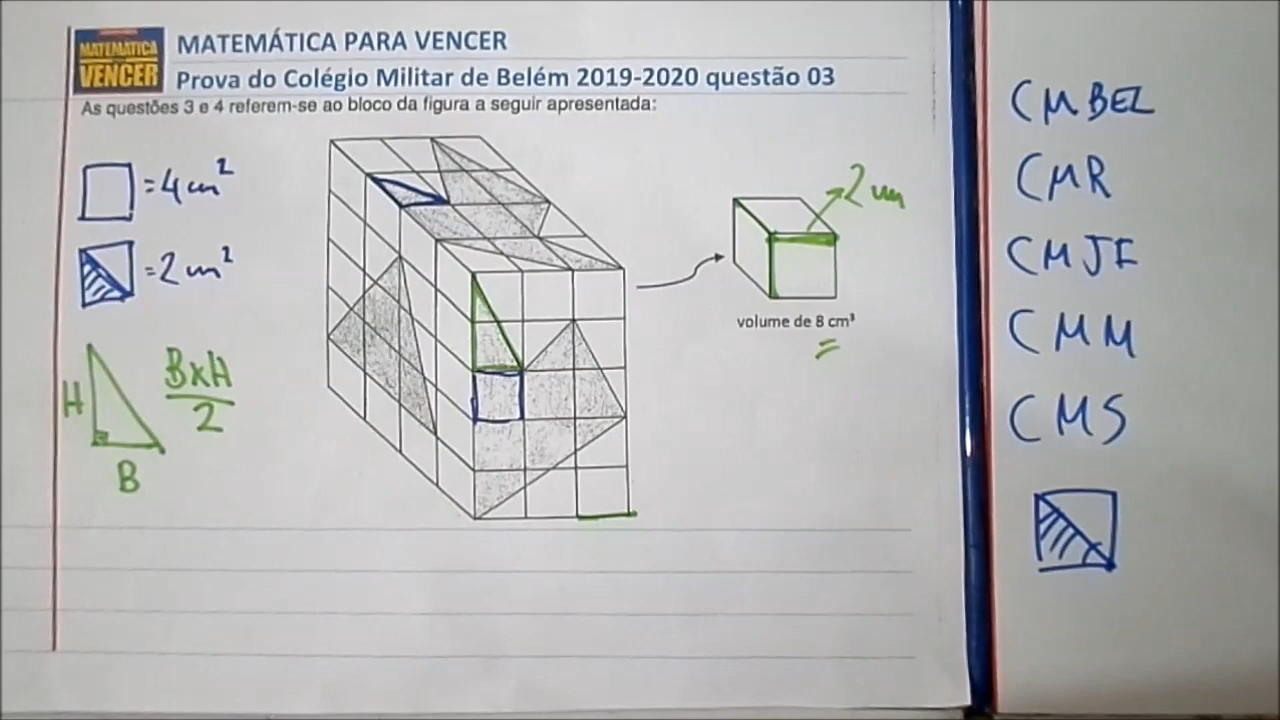 MATEMÁTICA
VENCER
MATEMÁTICA PARA VENCER
Prova do Colégio Militar de Belém 2019-2020 questão 03
As questões 3 e 4 referem-se ao bloco da figura a seguir apresentada:
= 4 cm²
= 2 cm²
H
B
BxH
2
2 cm
volume de 8 cm³
=
CMBEL
CMR
CMJF
CMM
CMS